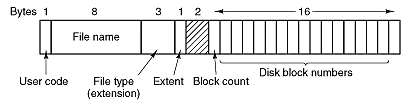 Bytes 1 8 3 1 2 16
File name
User code File type (extension) Extent Block count Disk block numbers